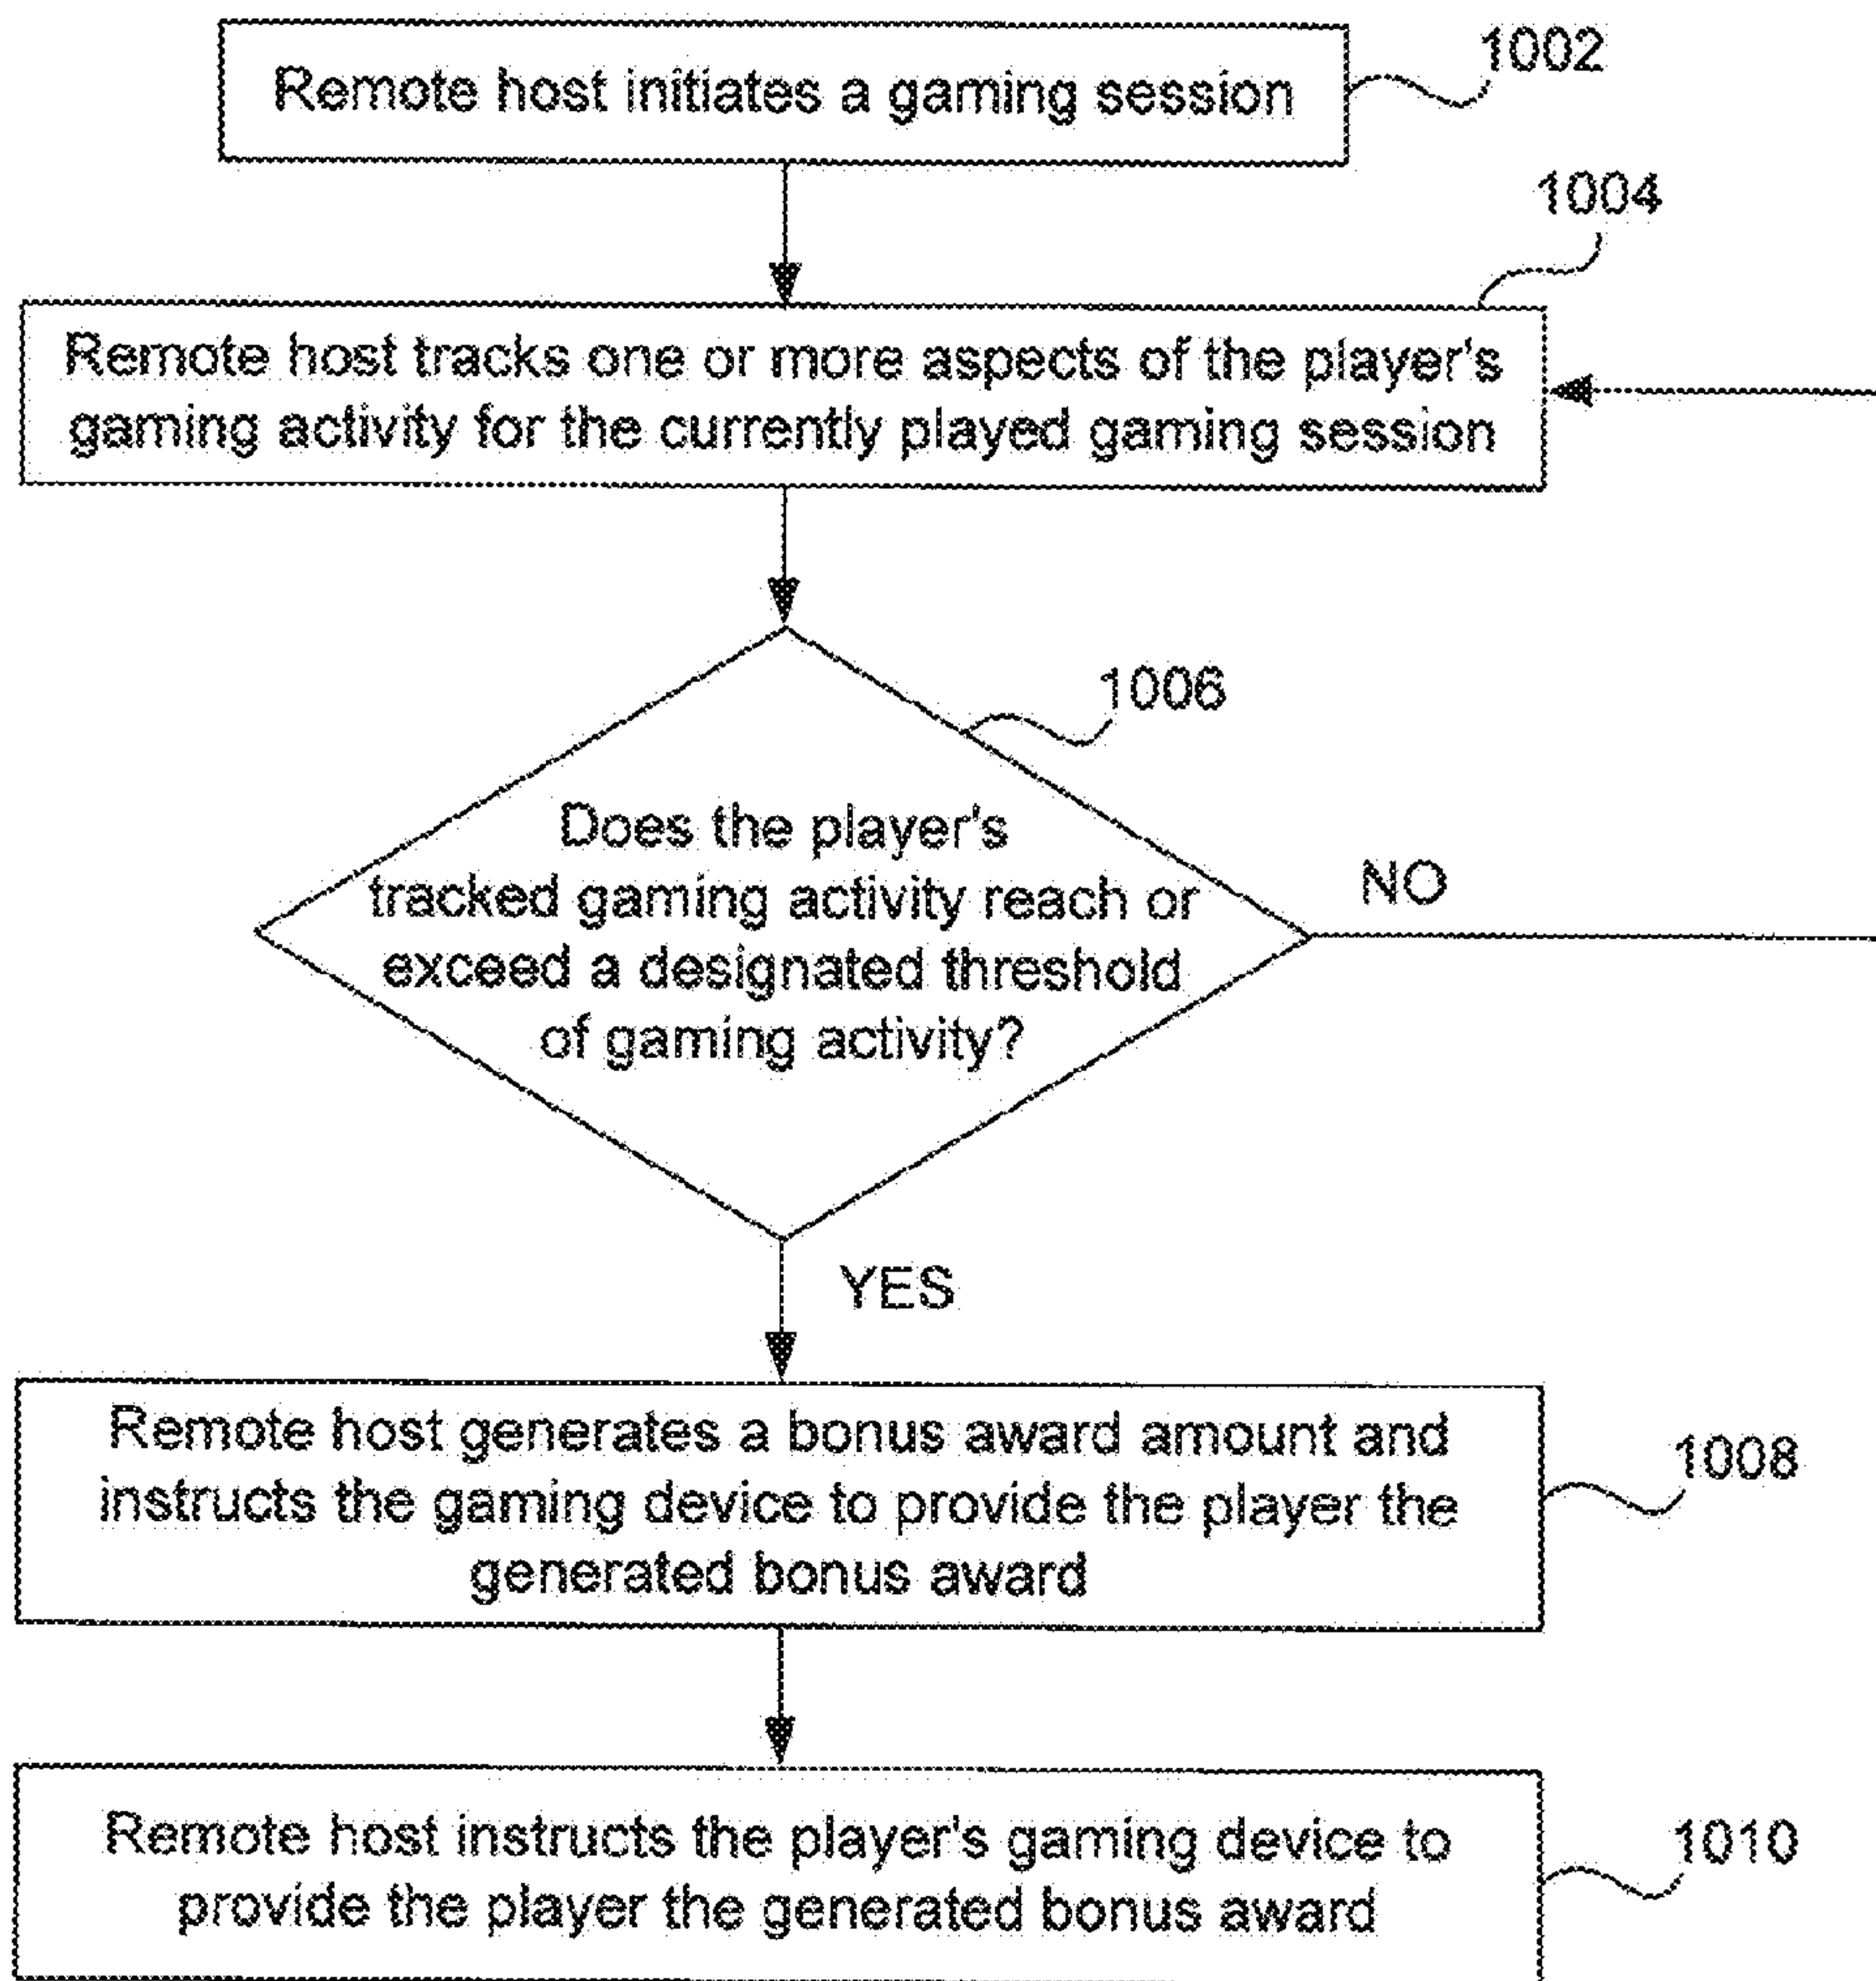 Remote host initiates a gaming session
1002
1004
Remote host tracks one or more aspects of the player's
gaming activity for the currently played gaming session
1006
Does the player's
tracked gaming activity reach or
exceed a designated threshold
of gaming activity?
NO
YES
Remote host generates a bonus award amount and
instructs the gaming device to provide the player the
generated bonus award
1008
Remote host instructs the player's gaming device to
provide the player the generated bonus award
1010